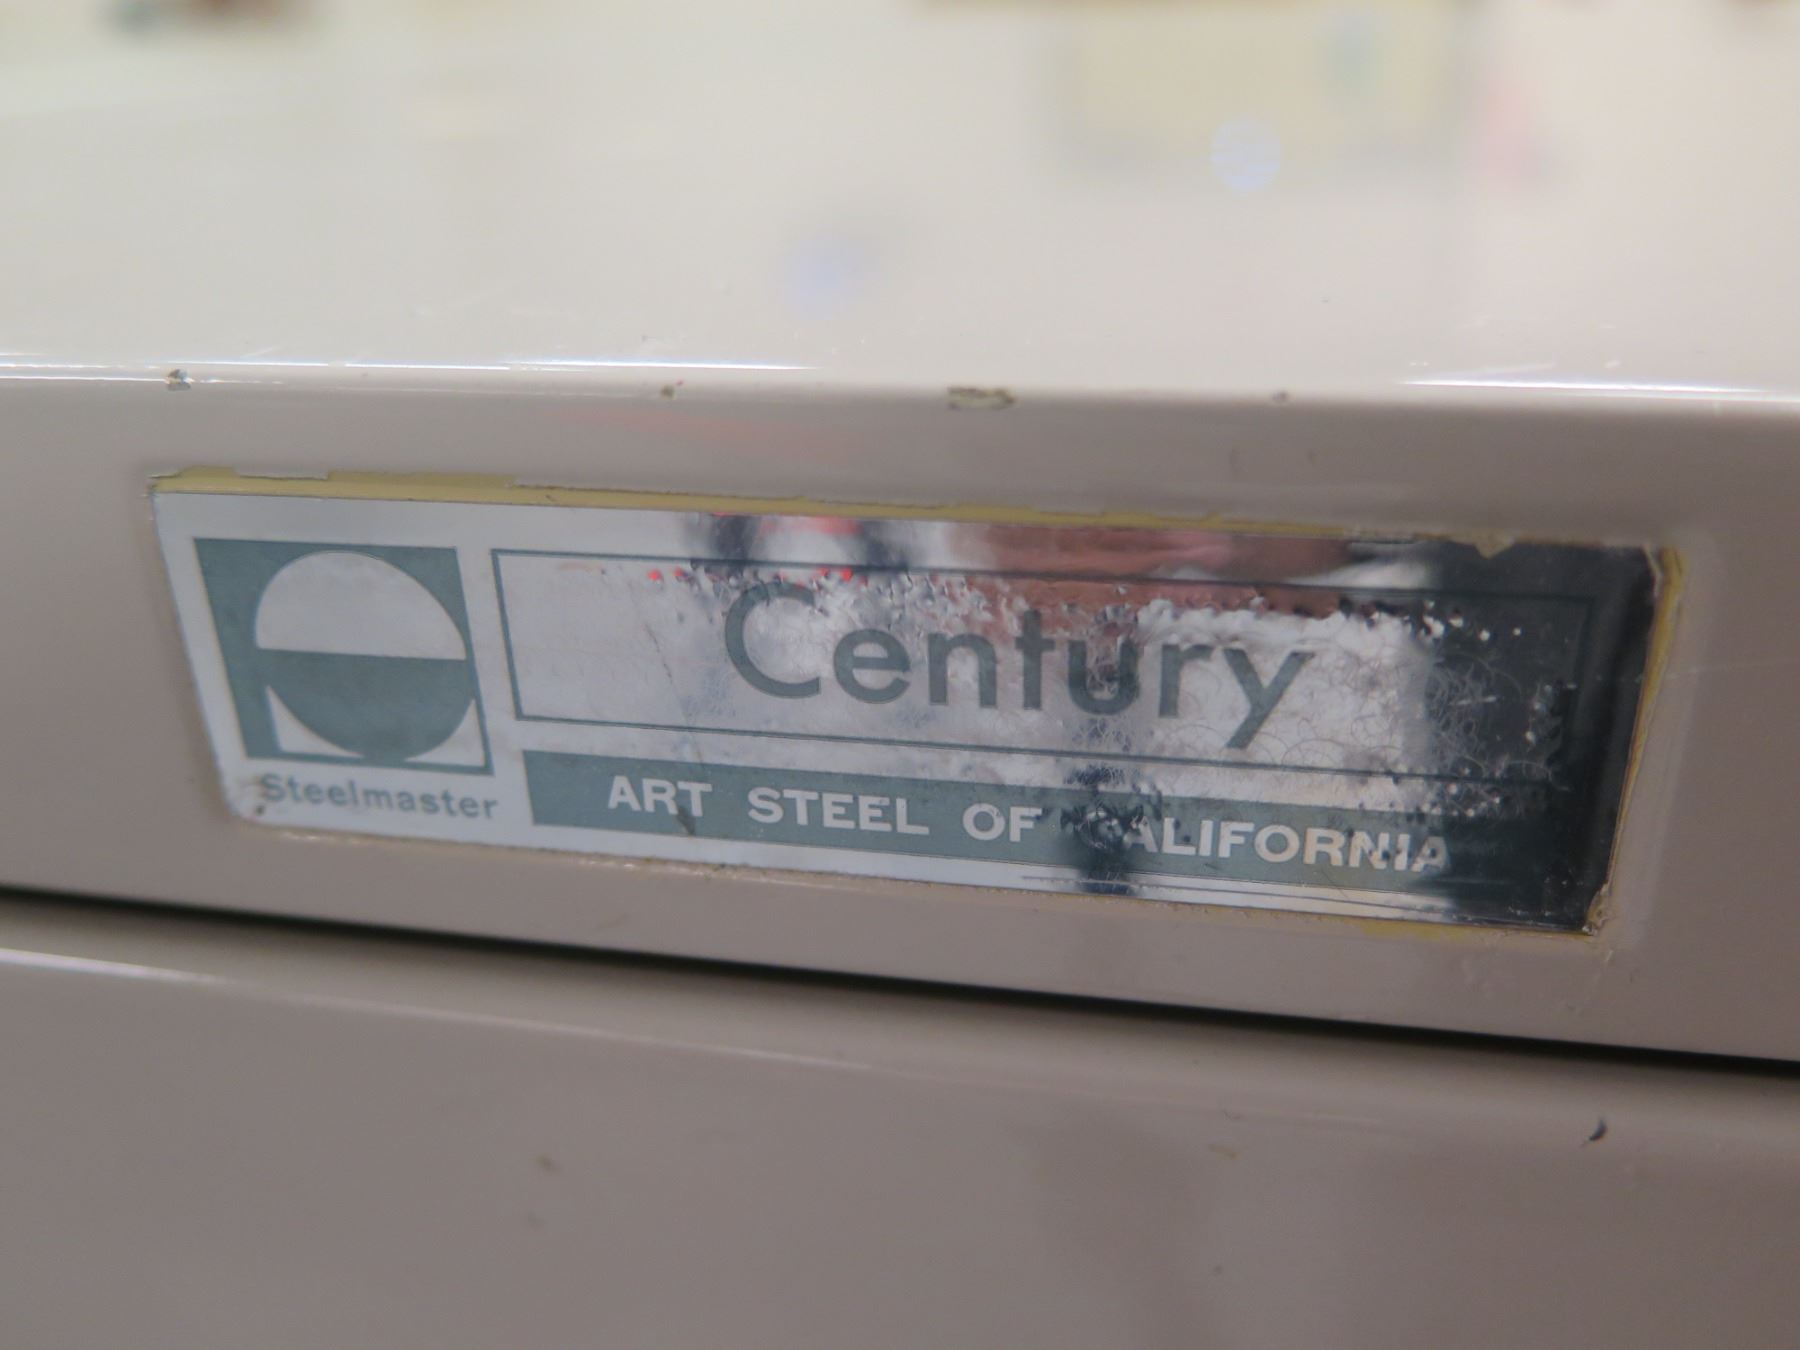 Century
Steelmaster
ART STEEL OF CALIFORNIA